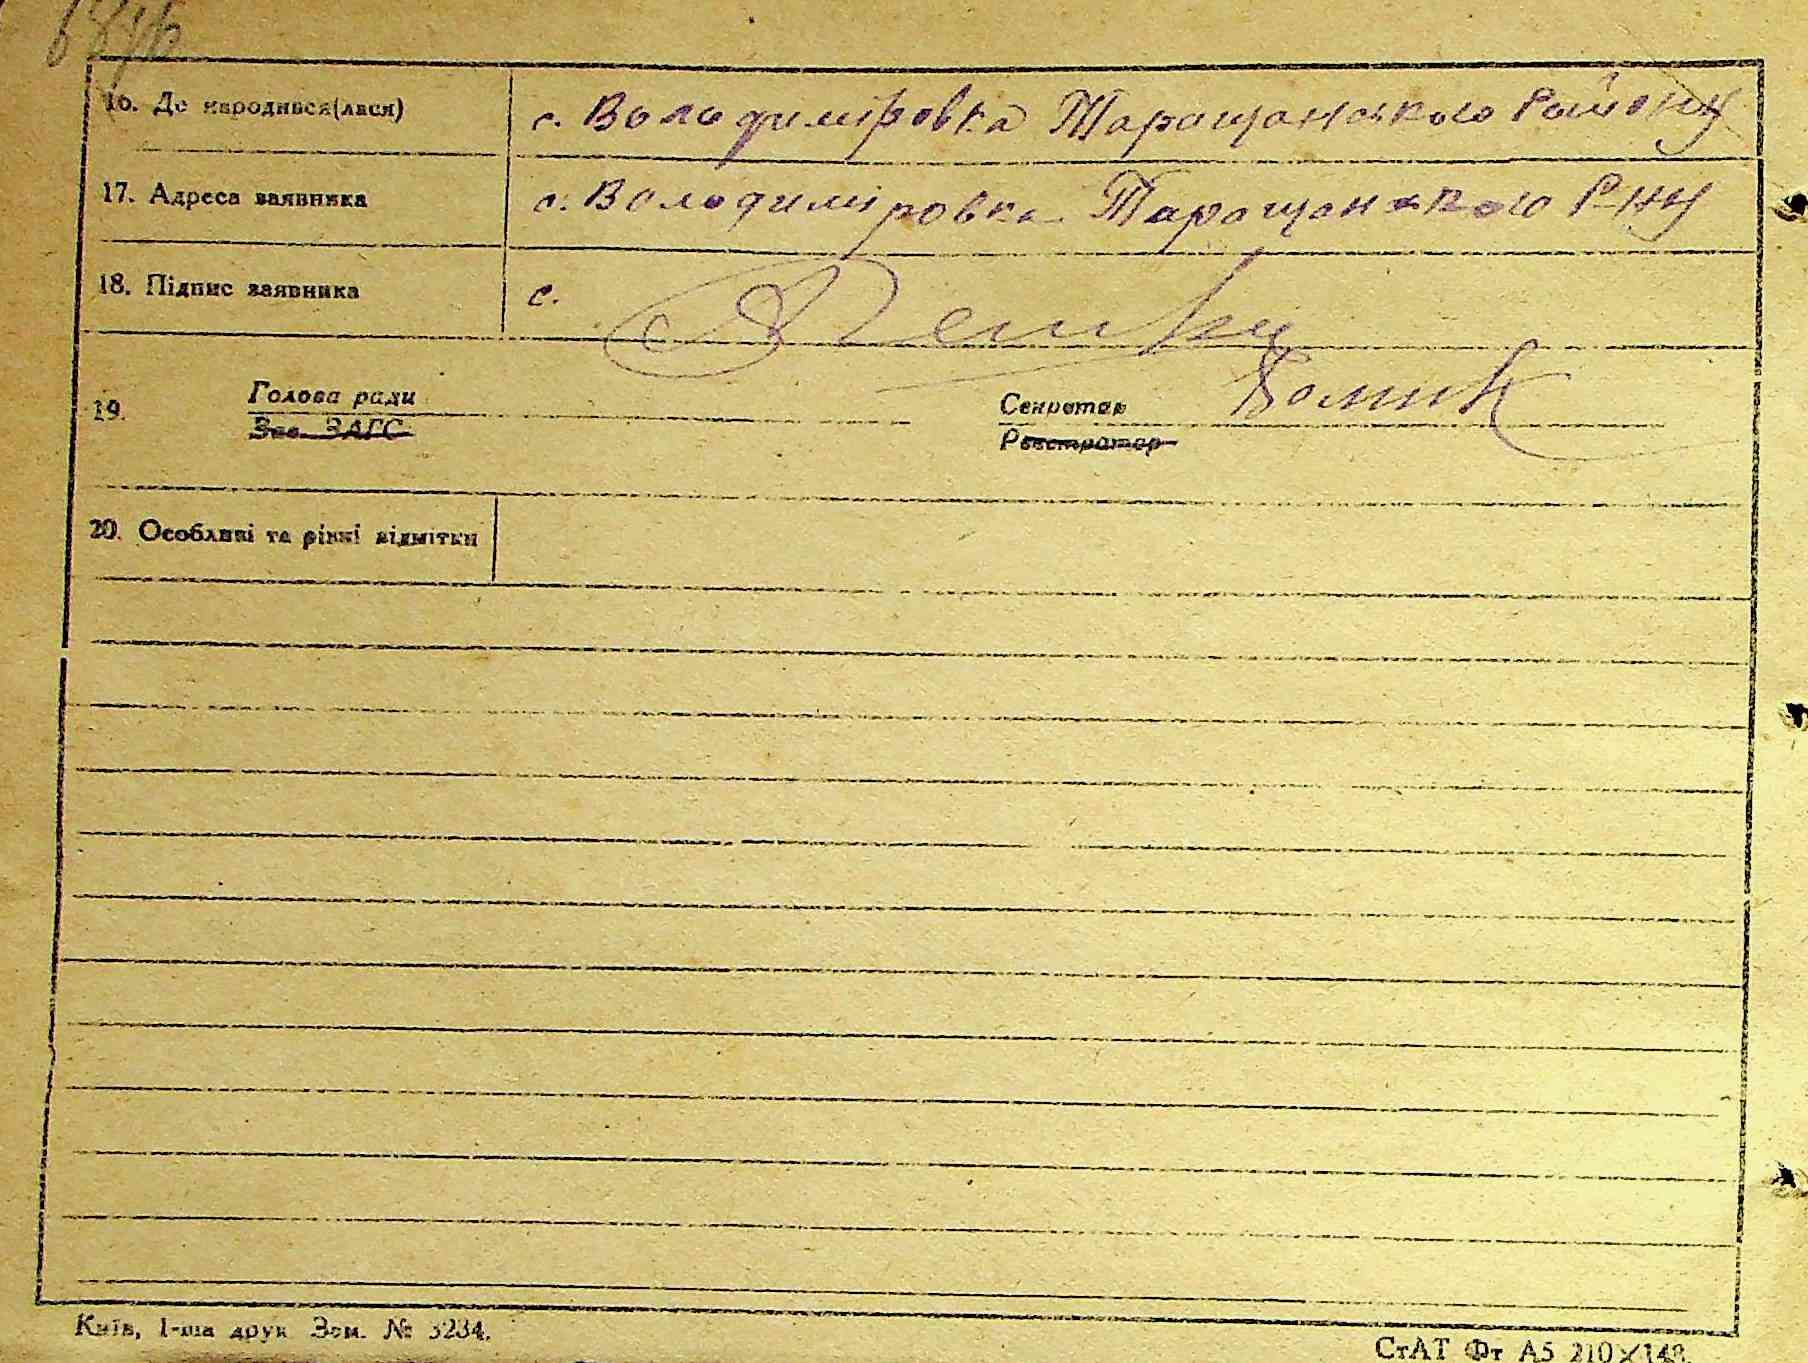 16. Де народився(лася) с. Володимировка Таращанського Району
17. Адреса заявника с. Володиміровка Таращанського Р-ну
18. Підпис заявника с.
19. Голова ради Секретар
Зав. ЗАГС Реєстратор
20. Особливі та різні відмітки
Київ, 1-ша друк Зам. № 3234.
СтАТ Фт А5 210×148